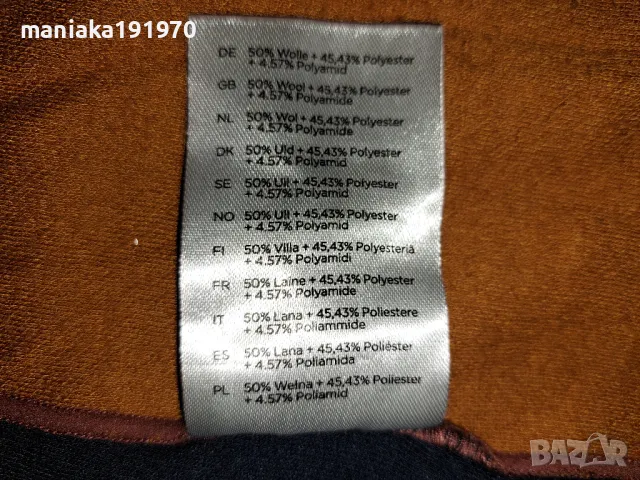 maniaka191970
DE 50% Wolle + 45,43% Polyester
+ 4.57% Polyamid
GB 50% Wool + 45,43% Polyester
+ 4.57% Polyamide
NL 50% Wol + 45,43% Polyester
+ 4.57% Polyamide
DK 50% Uld + 45,43% Polyester
+ 4.57% Polyamid
SE 50% Ull + 45,43% Polyester
+ 4.57% Polyamid
NO 50% Ull + 45,43% Polyester
+ 4.57% Polyamid
FI 50% Villa + 45,43% Polyesteriä
+ 4.57% Polyamidi
FR 50% Laine + 45,43% Polyester
+ 4.57% Polyamide
IT 50% Lana + 45,43% Poliestere
+ 4.57% Poliammide
ES 50% Lana + 45,43% Poliéster
+ 4.57% Poliamida
PL 50% Wełna + 45,43% Poliester
+ 4.57% Poliamid
BAZAR
bg